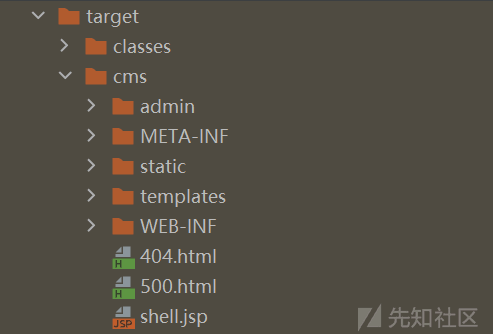 target
classes
cms
admin
META-INF
static
templates
WEB-INF
H 404.html
H 500.html
JSP shell.jsp
先知社区